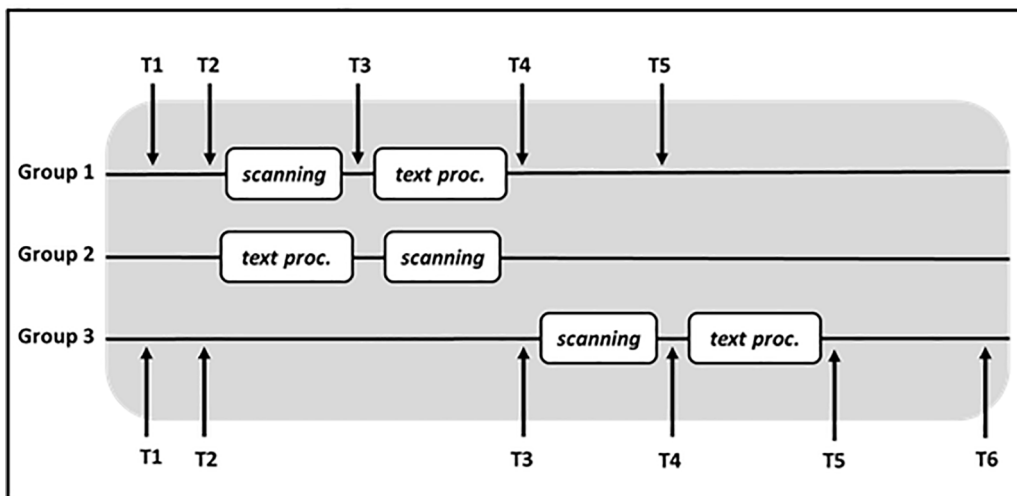 T1 T2 T3 T4 T5
Group 1 scanning text proc.
Group 2 text proc. scanning
Group 3 scanning text proc.
T1 T2 T3 T4 T5 T6